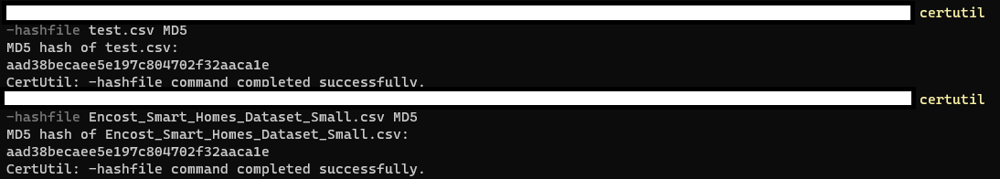 certutil
-hashfile test.csv MD5
MD5 hash of test.csv:
aad38becaee5e197c804702f32aaca1e
CertUtil: -hashfile command completed successfully.
certutil
-hashfile Encost_Smart_Homes_Dataset_Small.csv MD5
MD5 hash of Encost_Smart_Homes_Dataset_Small.csv:
aad38becaee5e197c804702f32aaca1e
CertUtil: -hashfile command completed successfully.